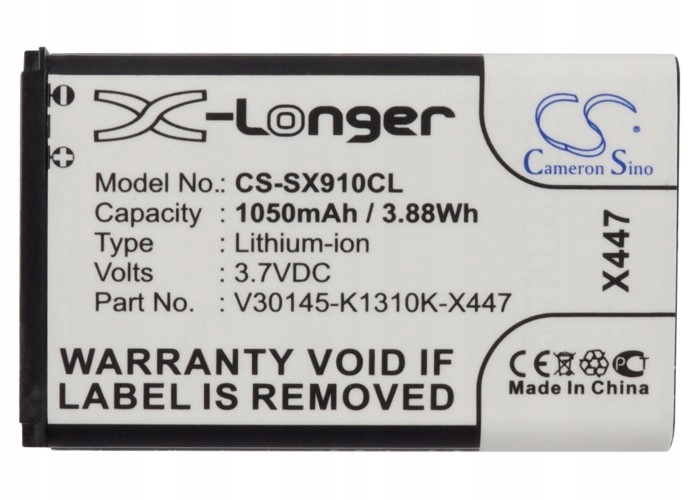 X-Longer
CS
Cameron Sino
Model No.: CS-SX910CL
Capacity : 1050mAh / 3.88Wh
Type : Lithium-ion
Volts : 3.7VDC
Part No. : V30145-K1310K-X447
X447
WARRANTY VOID IF
LABEL IS REMOVED
CE PCT
Made In China